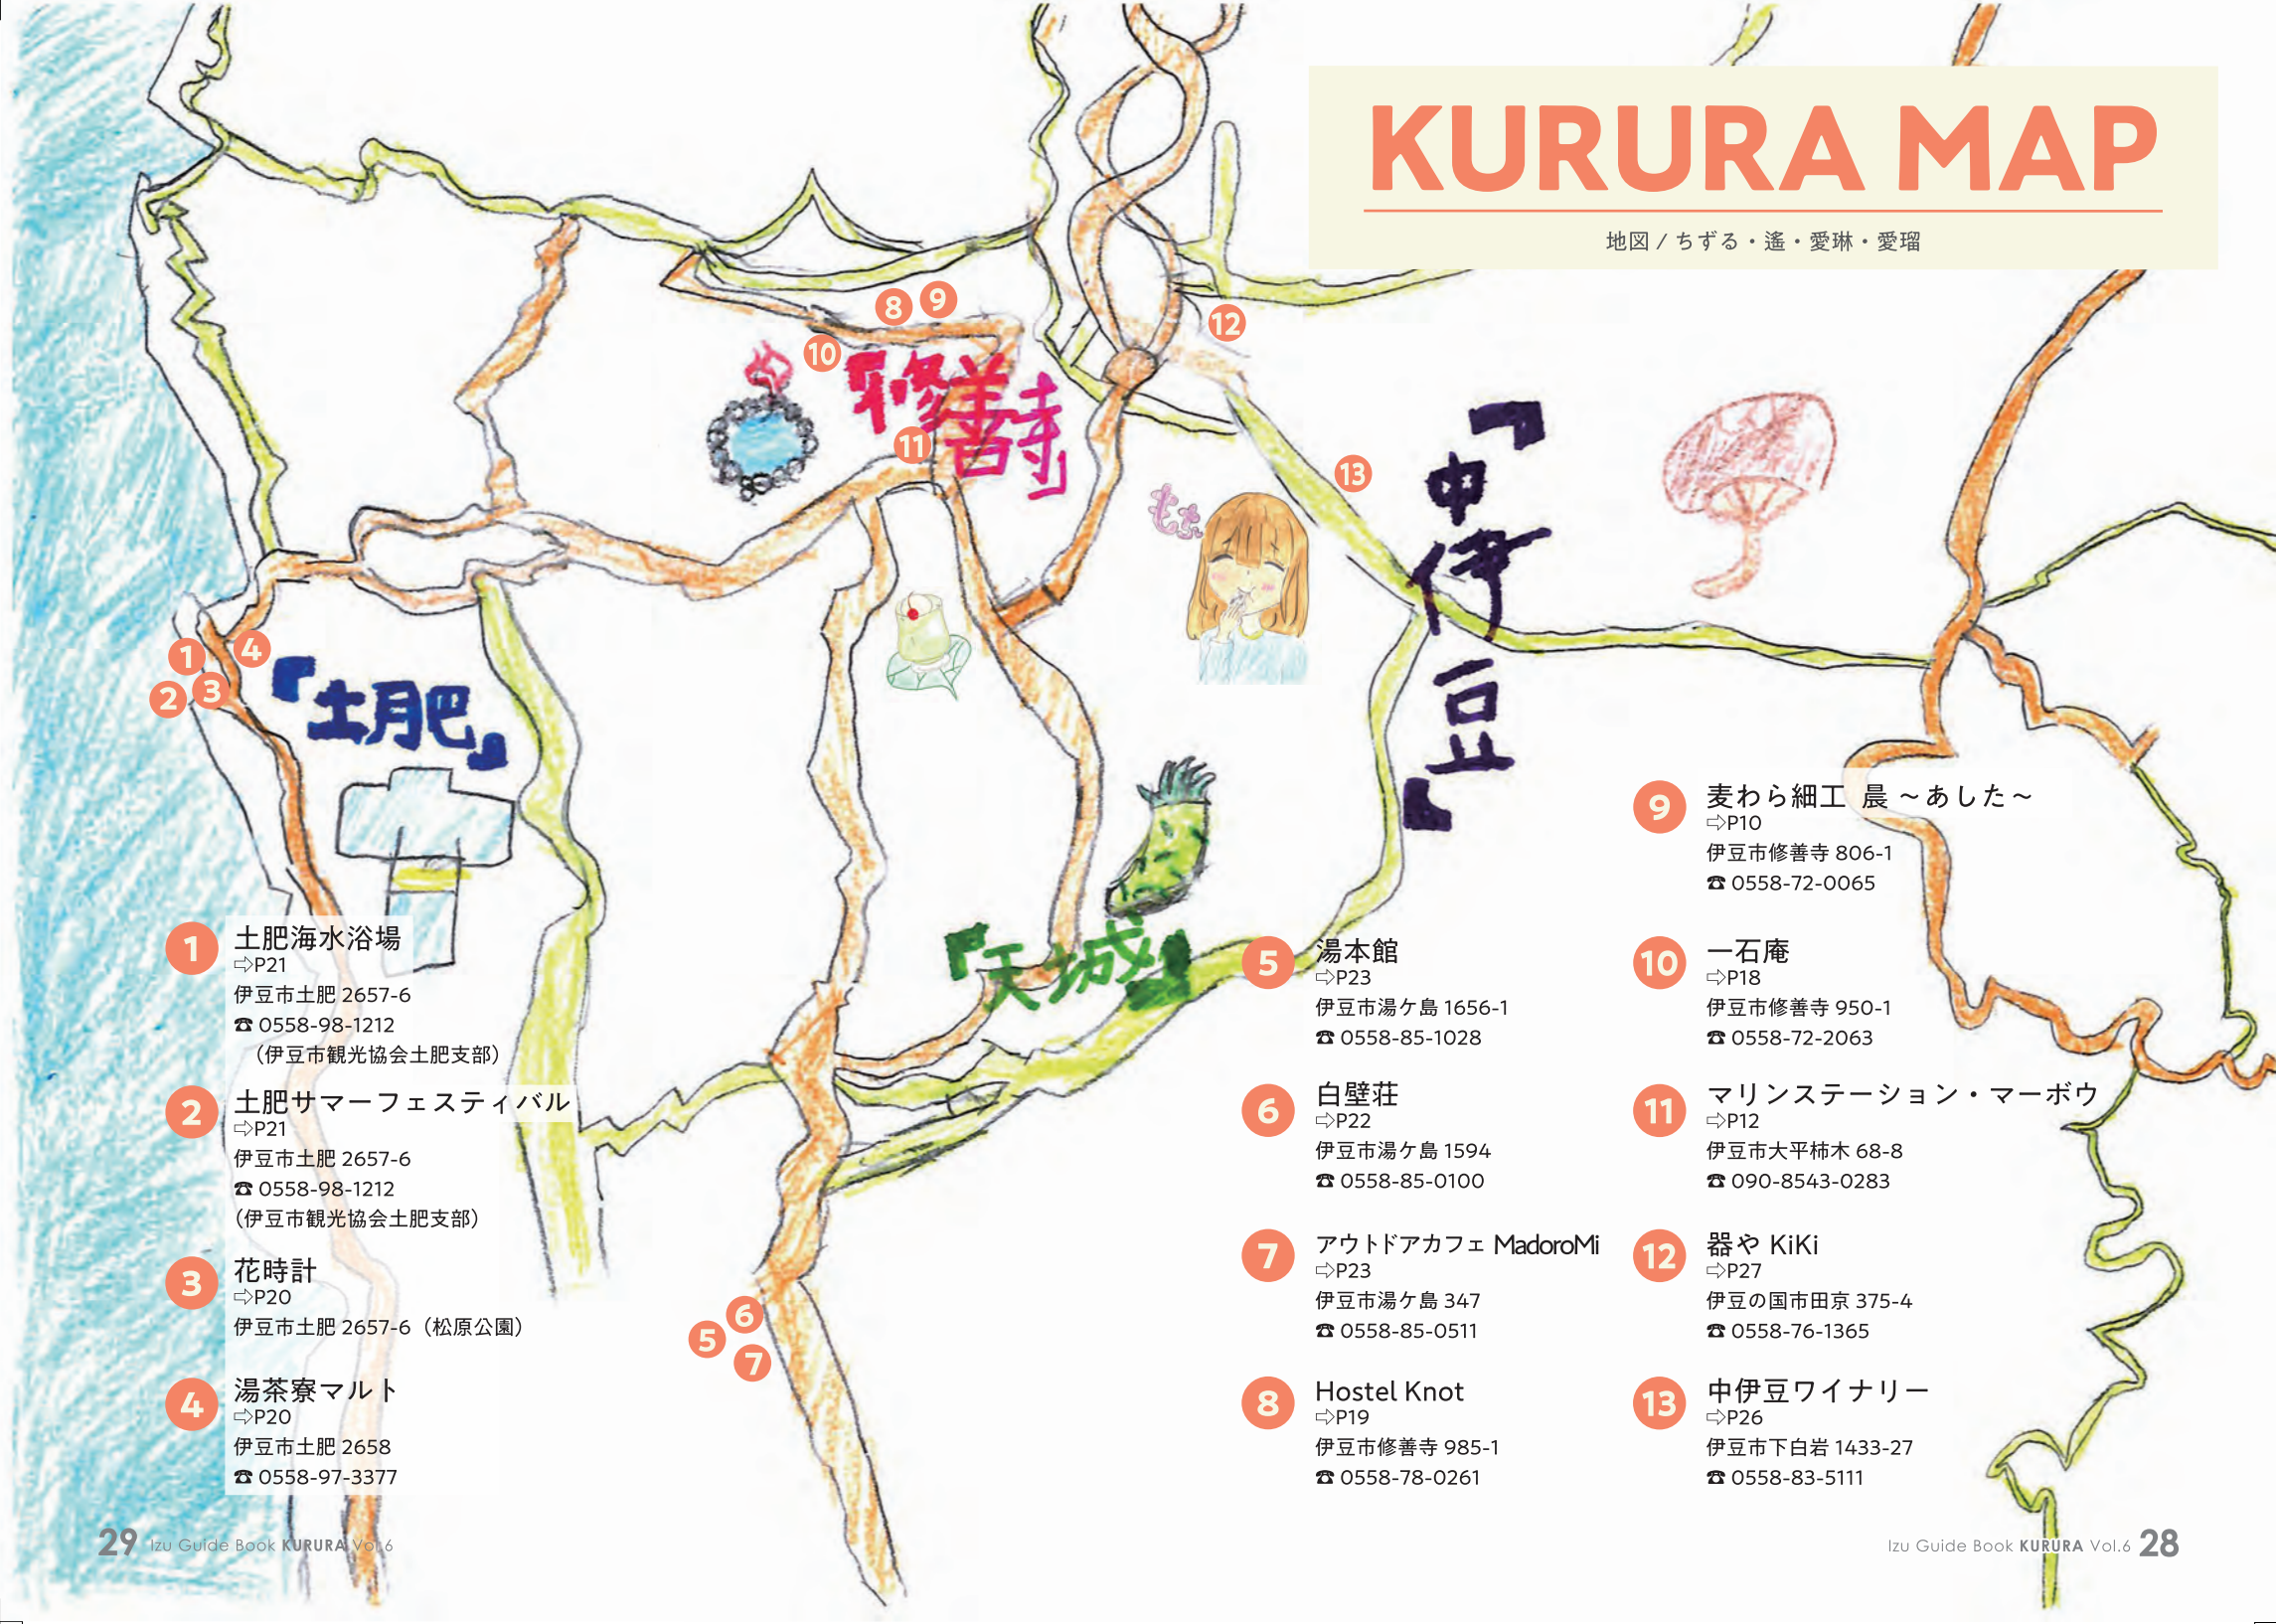 KURURA MAP
地図 / ちずる・遙・愛琳・愛瑠
8
9
10
11
12
13
『修善寺』
『中伊豆』
もち
1
2
3
4
『土肥』
『天城』
5
6
7
1
土肥海水浴場
⇨P21
伊豆市土肥 2657-6
☎ 0558-98-1212
（伊豆市観光協会土肥支部）
2
土肥サマーフェスティバル
⇨P21
伊豆市土肥 2657-6
☎ 0558-98-1212
（伊豆市観光協会土肥支部）
3
花時計
⇨P20
伊豆市土肥 2657-6（松原公園）
4
湯茶寮マルト
⇨P20
伊豆市土肥 2658
☎ 0558-97-3377
5
湯本館
⇨P23
伊豆市湯ケ島 1656-1
☎ 0558-85-1028
6
白壁荘
⇨P22
伊豆市湯ケ島 1594
☎ 0558-85-0100
7
アウトドアカフェ MadoroMi
⇨P23
伊豆市湯ケ島 347
☎ 0558-85-0511
8
Hostel Knot
⇨P19
伊豆市修善寺 985-1
☎ 0558-78-0261
9
麦わら細工 晨 ～あした～
⇨P10
伊豆市修善寺 806-1
☎ 0558-72-0065
10
一石庵
⇨P18
伊豆市修善寺 950-1
☎ 0558-72-2063
11
マリンステーション・マーボウ
⇨P12
伊豆市大平柿木 68-8
☎ 090-8543-0283
12
器や KiKi
⇨P27
伊豆の国市田京 375-4
☎ 0558-76-1365
13
中伊豆ワイナリー
⇨P26
伊豆市下白岩 1433-27
☎ 0558-83-5111
29 Izu Guide Book KURURA Vol.6
Izu Guide Book KURURA Vol.6 28